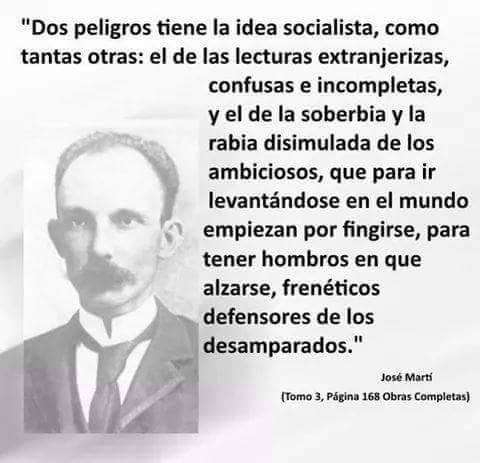 "Dos peligros tiene la idea socialista, como
tantas otras: el de las lecturas extranjerizas,
confusas e incompletas,
y el de la soberbia y la
rabia disimulada de los
ambiciosos, que para ir
levantándose en el mundo
empiezan por fingirse, para
tener hombros en que
alzarse, frenéticos
defensores de los
desamparados."
José Martí
(Tomo 3, Página 168 Obras Completas)